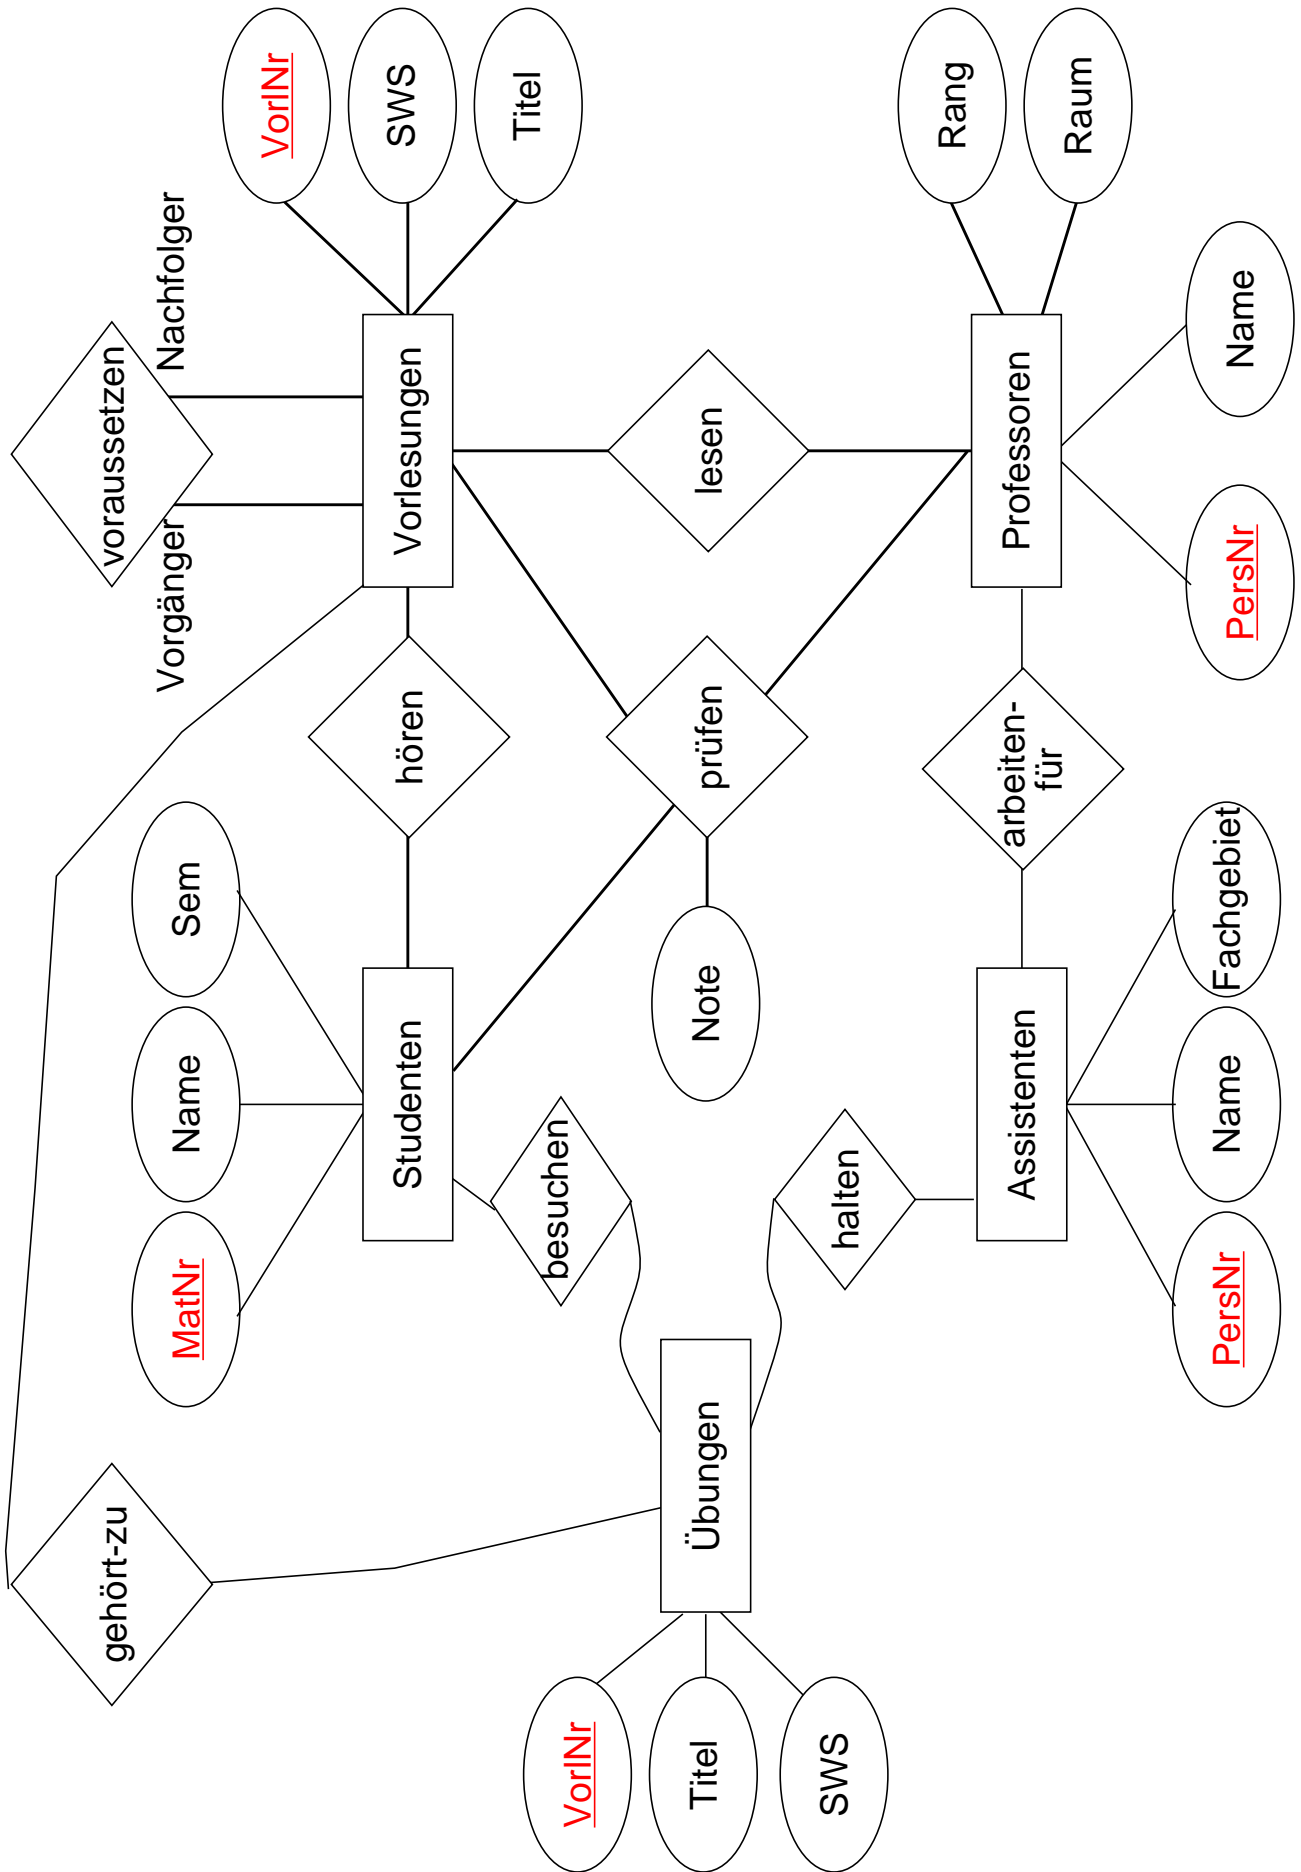 voraussetzen
Vorgänger
Nachfolger
gehört-zu
MatNr
Name
Sem
VorlNr
Studenten
hören
Vorlesungen
SWS
Titel
besuchen
VorlNr
Titel
SWS
Übungen
Note
prüfen
lesen
halten
Assistenten
arbeiten-
für
Professoren
Rang
Raum
PersNr
Name
Fachgebiet
PersNr
Name